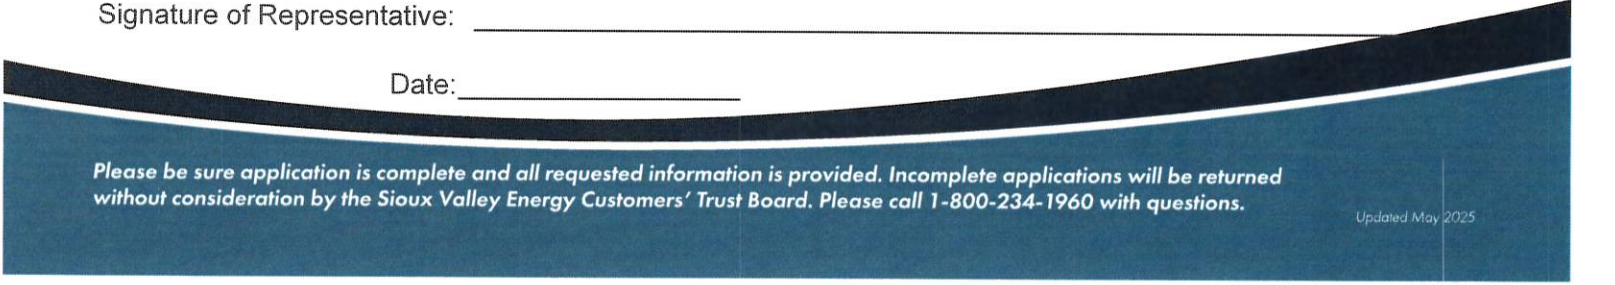 Signature of Representative:
Date:
Please be sure application is complete and all requested information is provided. Incomplete applications will be returned
without consideration by the Sioux Valley Energy Customers' Trust Board. Please call 1-800-234-1960 with questions.
Updated May 2025